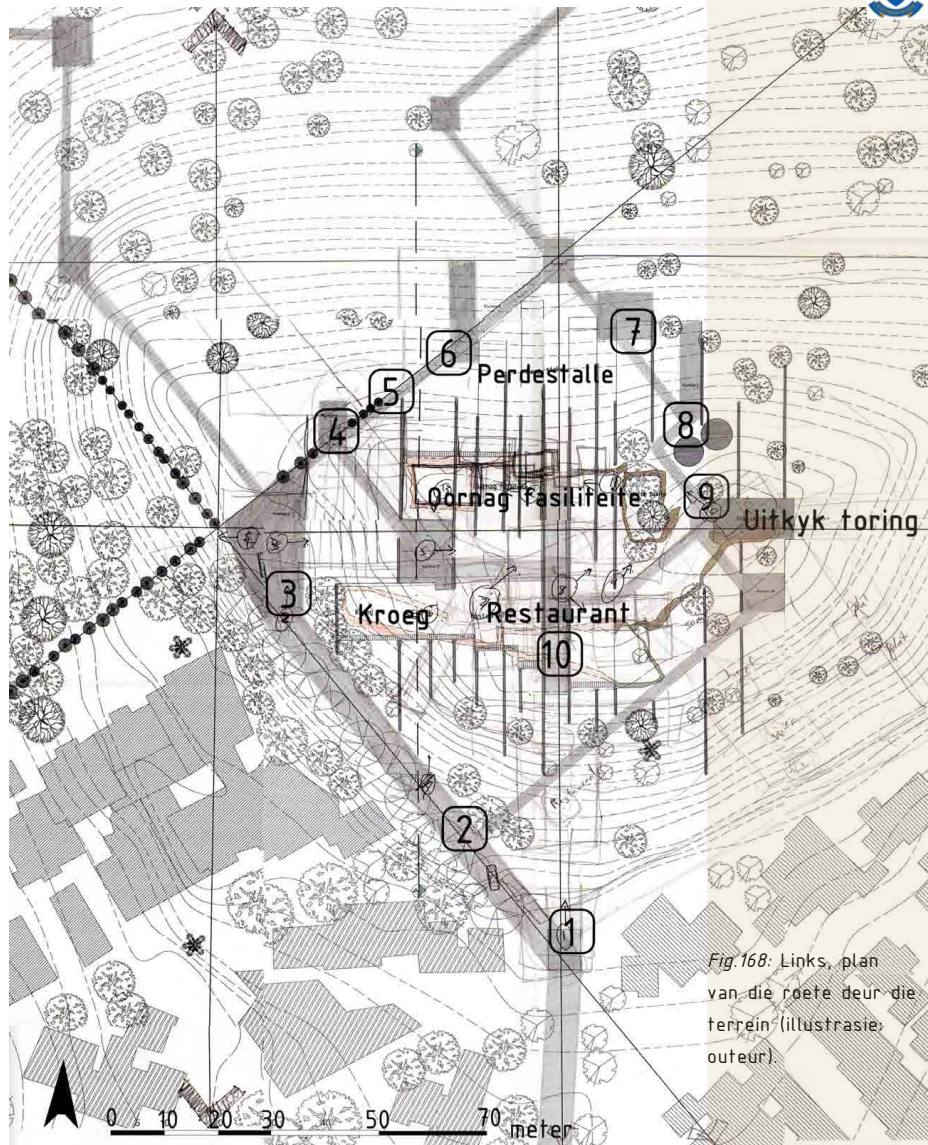 7
6
Perdestalle
5
4
8
Oornag fasiliteite
9
Uitkyk toring
3
Kroeg
Restaurant
10
2
1
Fig.168: Links, plan
van die roete deur die
terrein (illustrasie:
outeur).
0 10 20 30 50 70
meter